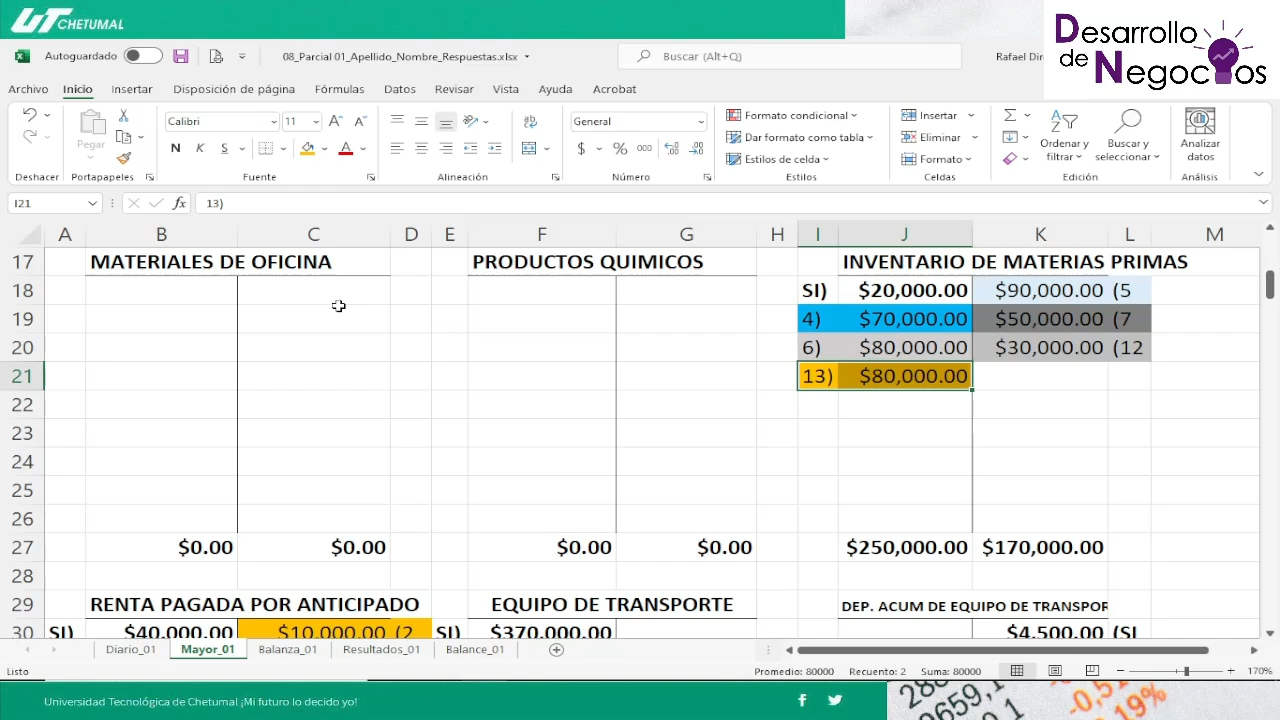 UT CHETUMAL
Desarrollo de Negocios
Autoguardado
08_Parcial 01_Apellido_Nombre_Respuestas.xlsx
Buscar (Alt+Q)
Rafael Dir
Archivo Inicio Insertar Disposición de página Fórmulas Datos Revisar Vista Ayuda Acrobat
Pegar
Calibri 11
N K S
General
$ % 000
Formato condicional
Dar formato como tabla
Estilos de celda
Insertar
Eliminar
Formato
Ordenar y filtrar
Buscar y seleccionar
Analizar datos
Deshacer Portapapeles Fuente Alineación Número Estilos Celdas Edición Análisis
I21 fx 13)
A B C D E F G H I J K L M
17 MATERIALES DE OFICINA PRODUCTOS QUIMICOS INVENTARIO DE MATERIAS PRIMAS
18 SI) $20,000.00 $90,000.00 (5
19 4) $70,000.00 $50,000.00 (7
20 6) $80,000.00 $30,000.00 (12
21 13) $80,000.00
22
23
24
25
26
27 $0.00 $0.00 $0.00 $0.00 $250,000.00 $170,000.00
28
29 RENTA PAGADA POR ANTICIPADO EQUIPO DE TRANSPORTE DEP. ACUM DE EQUIPO DE TRANSPOR
30 SI) $40,000.00 $10,000.00 (2 SI) $370,000.00 $4,500.00 (SI
Diario_01 Mayor_01 Balanza_01 Resultados_01 Balance_01
Listo Promedio: 80000 Recuento: 2 Suma: 80000 170%
Universidad Tecnológica de Chetumal ¡Mi futuro lo decido yo!